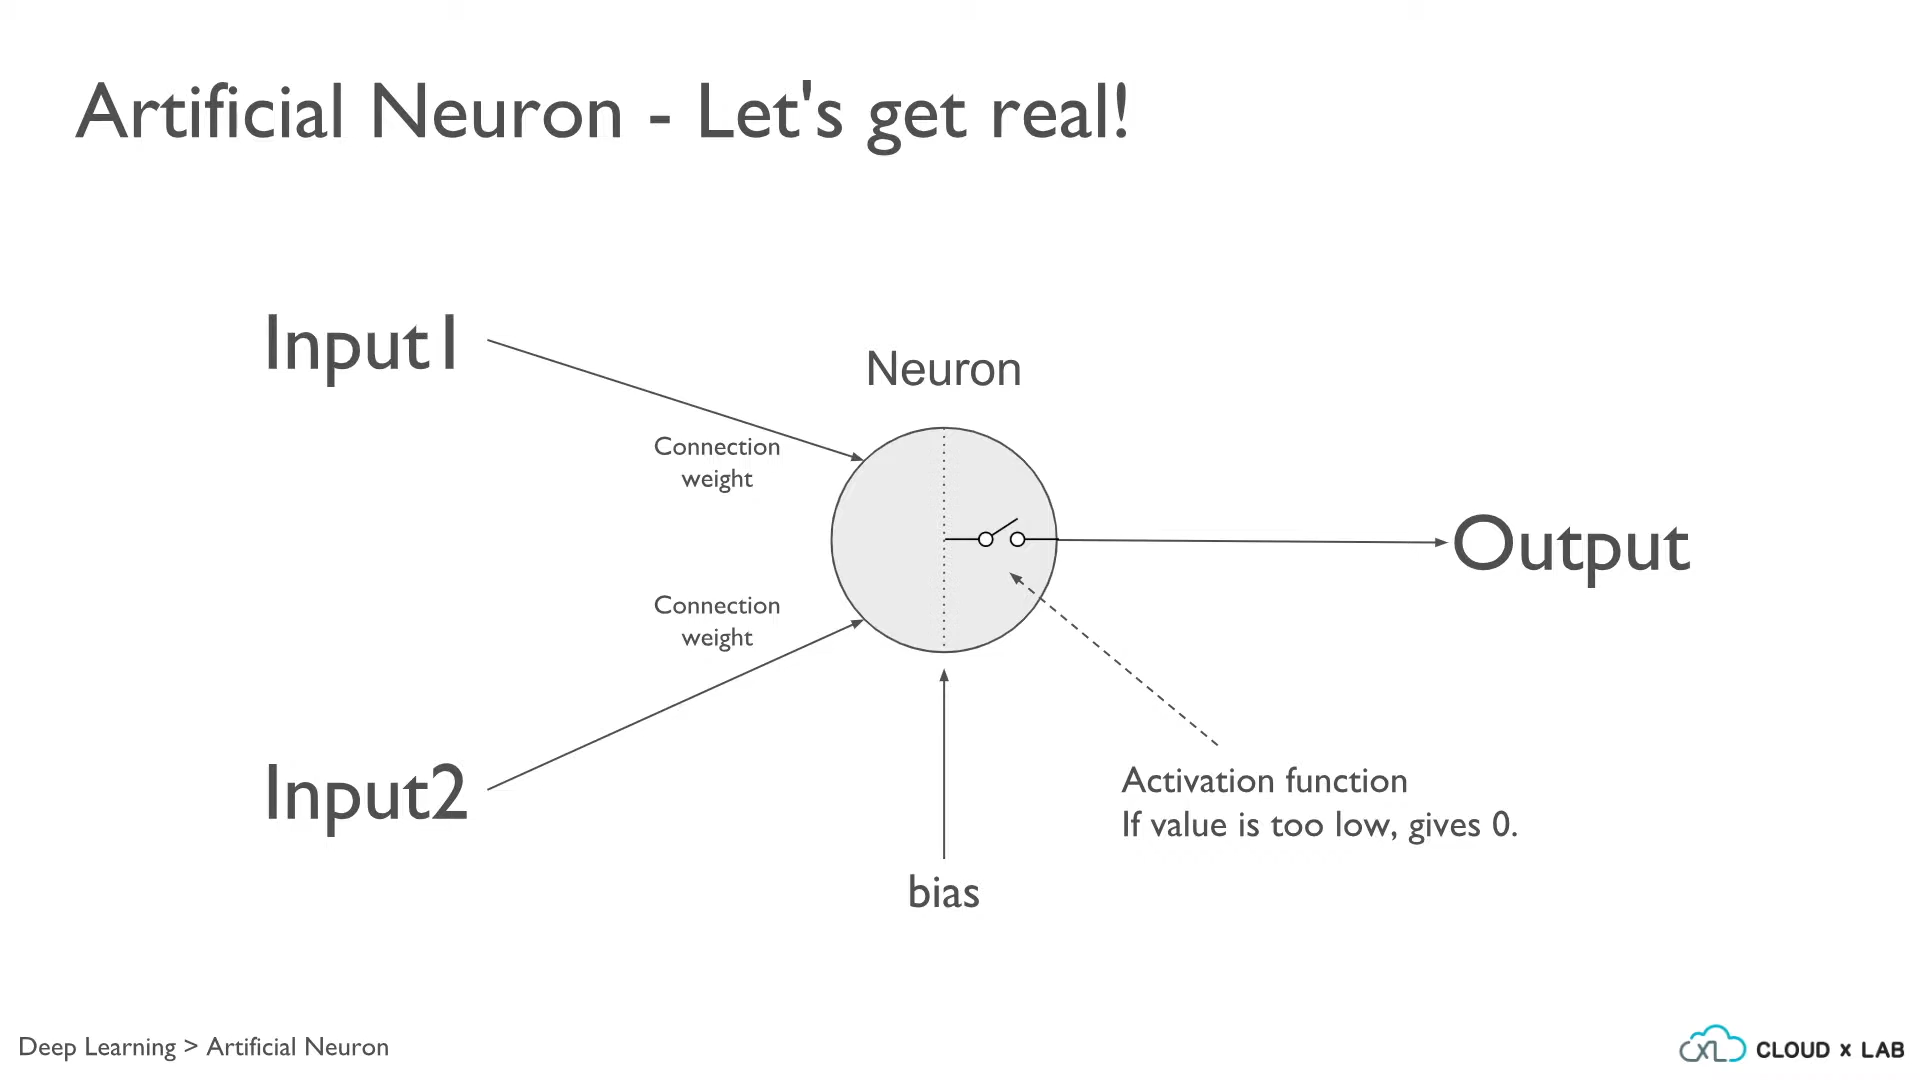 Artificial Neuron - Let's get real!
Input1
Neuron
Connection
weight
Output
Connection
weight
Input2
Activation function
If value is too low, gives 0.
bias
Deep Learning > Artificial Neuron
CXL CLOUD x LAB